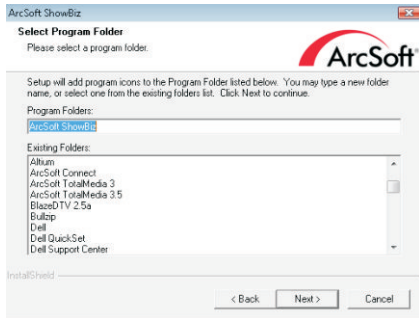 ArcSoft ShowBiz
Select Program Folder
Please select a program folder.
ArcSoft
Setup will add program icons to the Program Folder listed below. You may type a new folder
name, or select one from the existing folders list. Click Next to continue.
Program Folders:
ArcSoft ShowBiz
Existing Folders:
Altium
ArcSoft Connect
ArcSoft TotalMedia 3
ArcSoft TotalMedia 3.5
BlazeDTV 2.5a
Bullzip
Dell
Dell QuickSet
Dell Support Center
InstallShield
< Back
Next >
Cancel